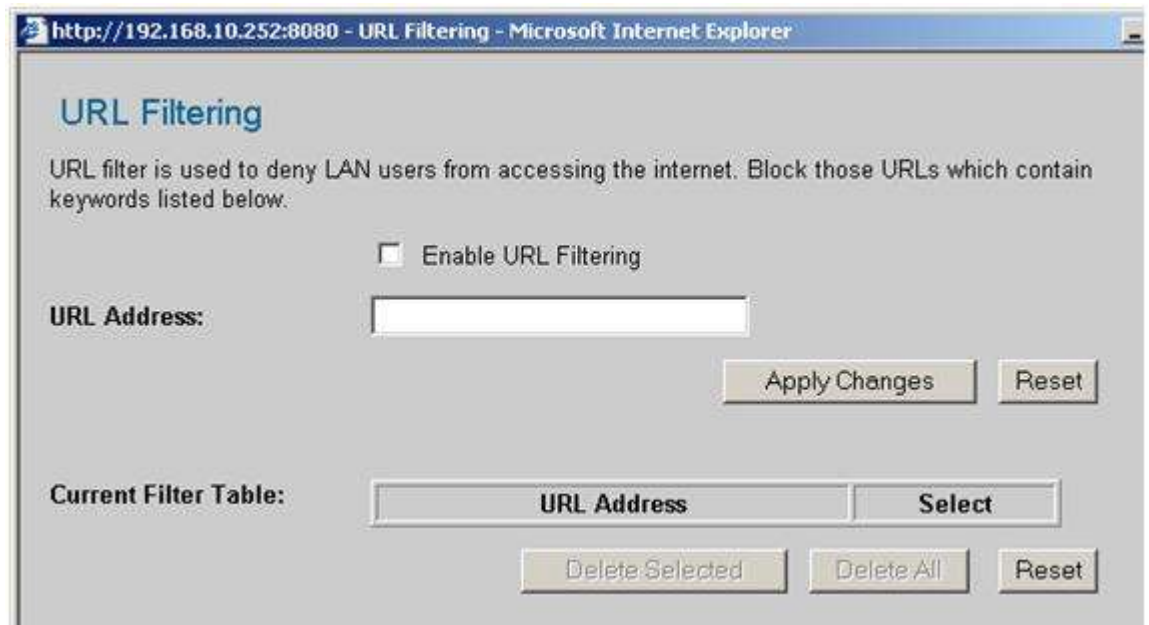 http://192.168.10.252:8080 - URL Filtering - Microsoft Internet Explorer
URL Filtering
URL filter is used to deny LAN users from accessing the internet. Block those URLs which contain
keywords listed below.
Enable URL Filtering
URL Address:
Apply Changes Reset
Current Filter Table: URL Address Select
Delete Selected Delete All Reset